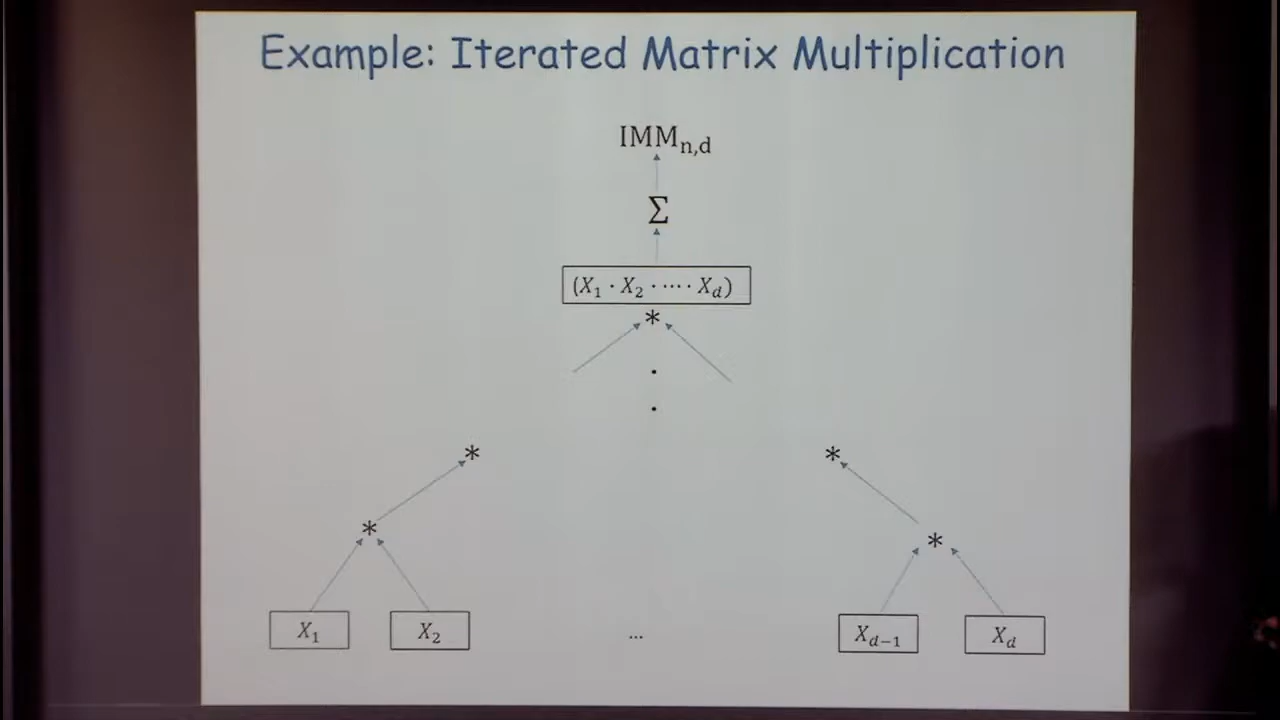 Example: Iterated Matrix Multiplication
IMMn,d
Σ
(X1 · X2 · ⋯ · Xd)
*
.
.
* *
*
*
X1 X2 ... Xd−1 Xd